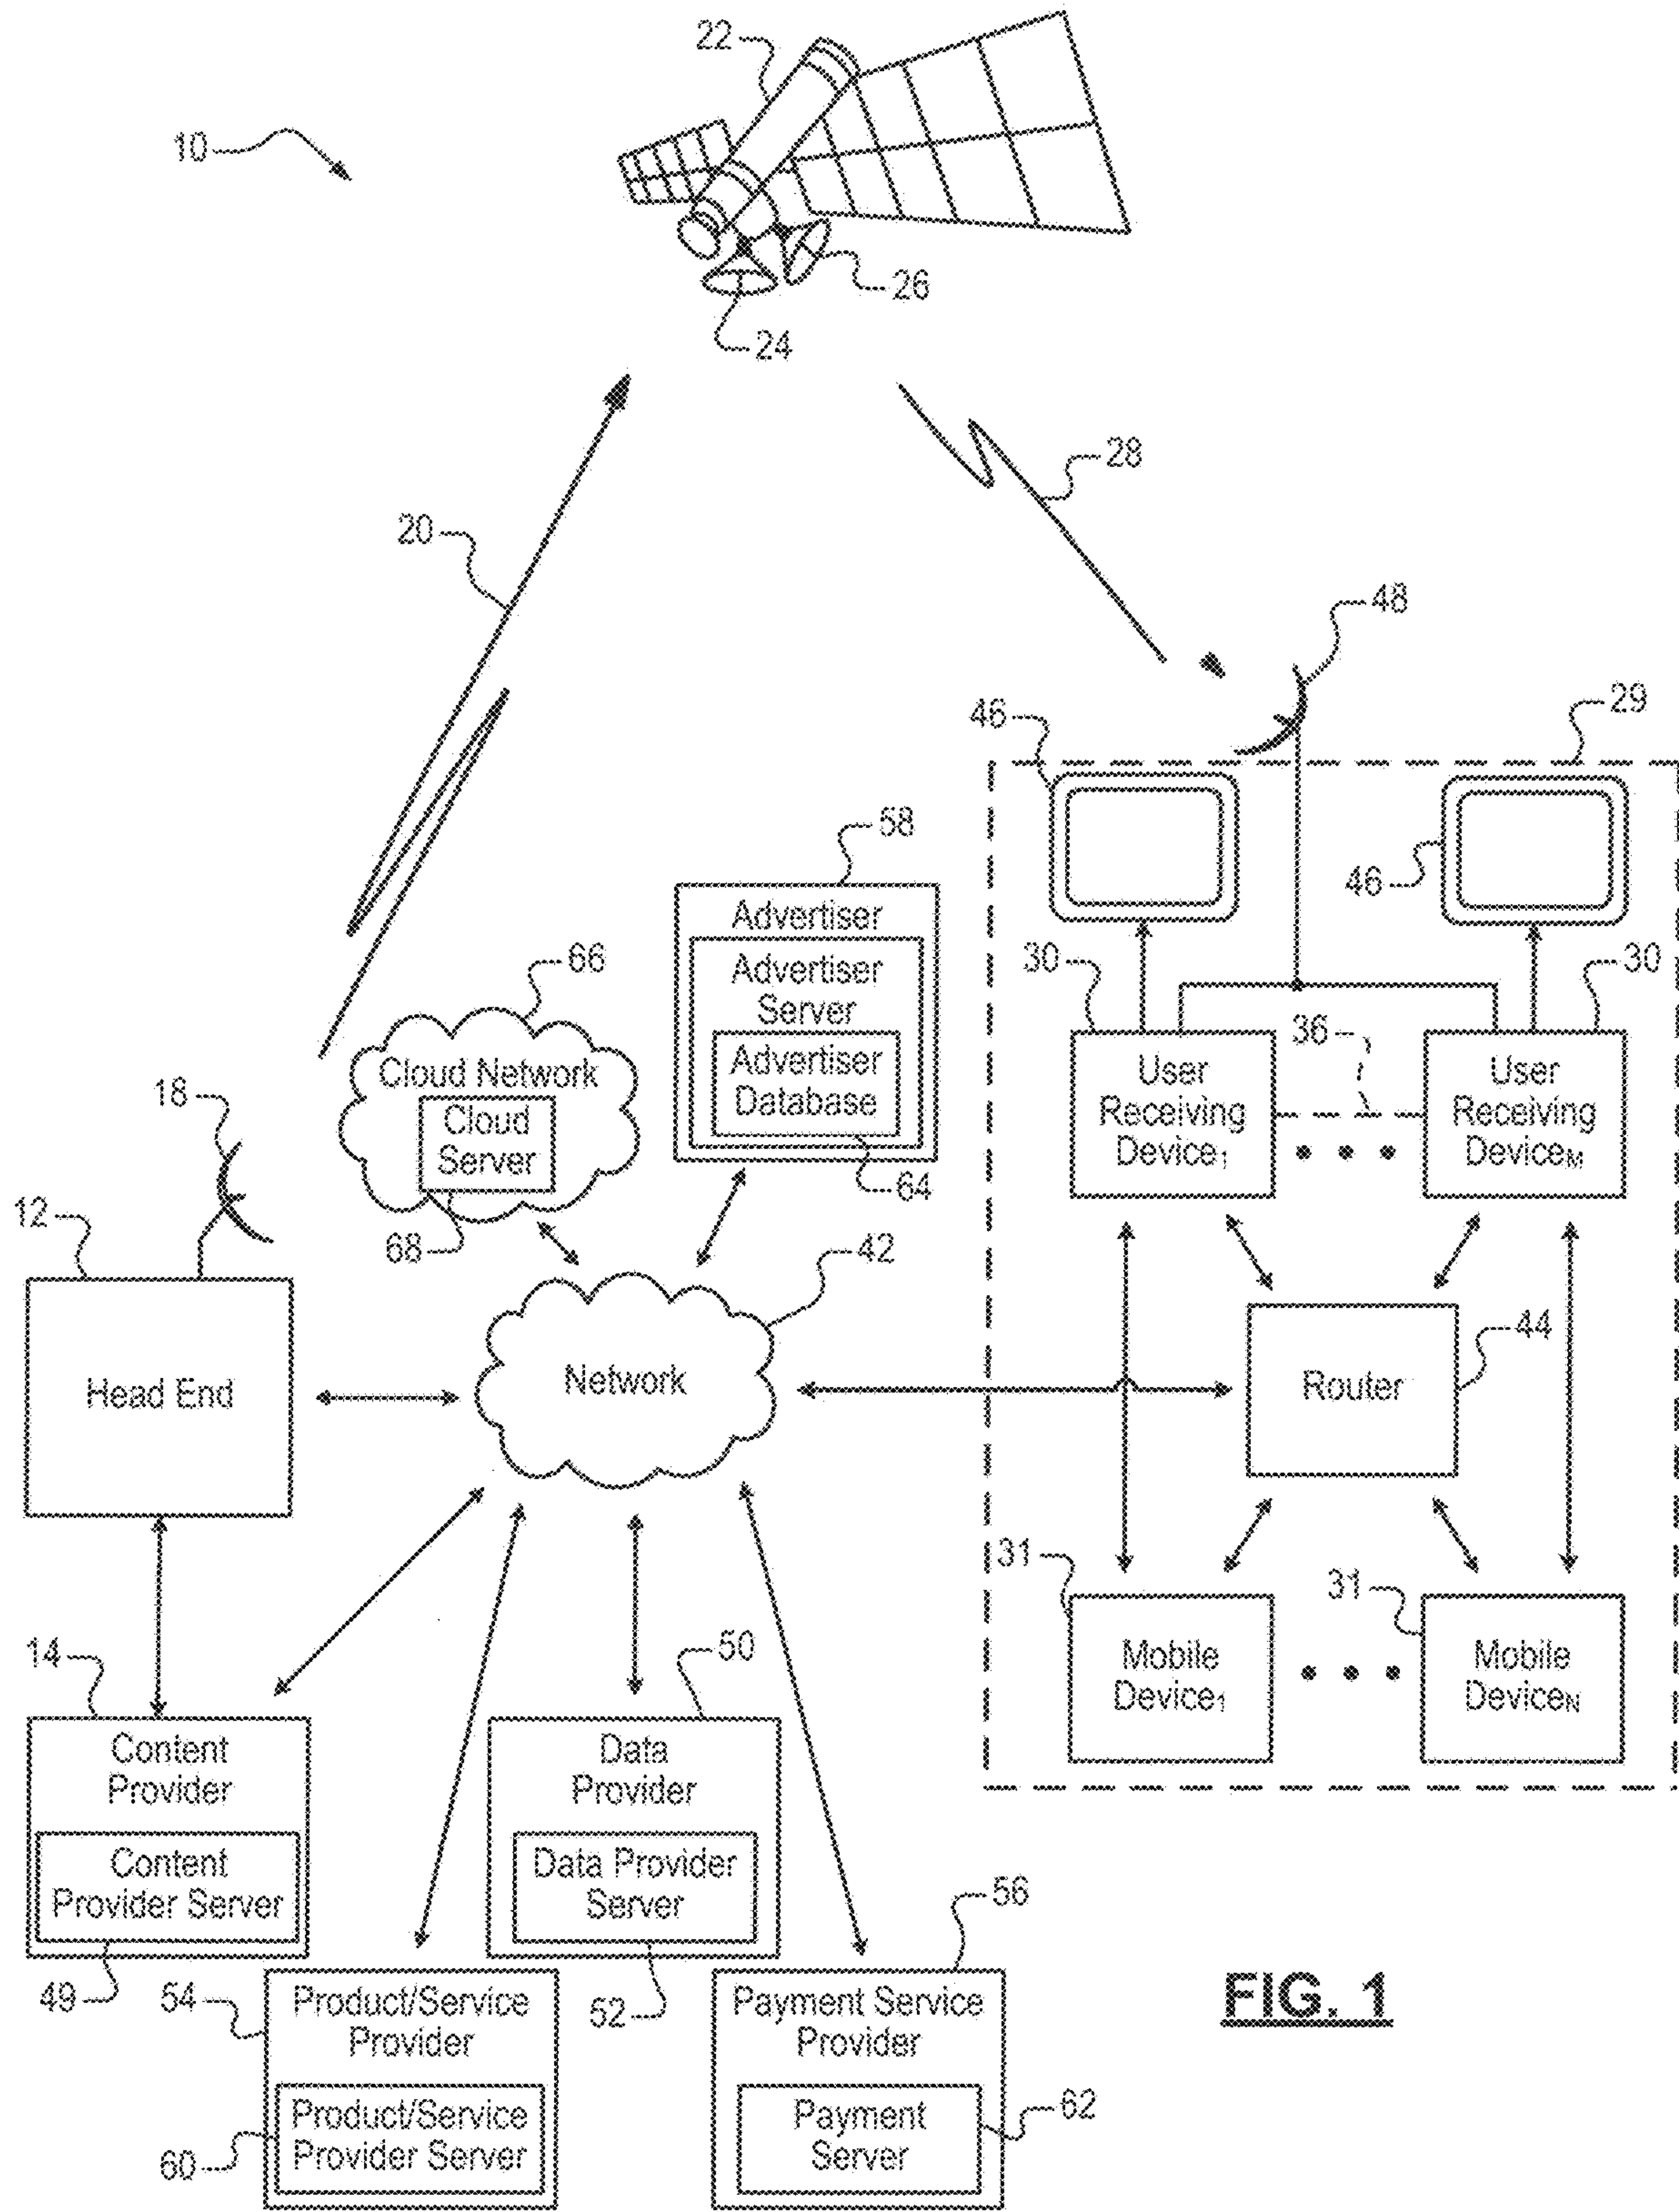 22
10
26
24
28
20
48
46
29
58
46
Advertiser
66
Advertiser
Server
30
30
36
Cloud Network
Advertiser
Database
User
Receiving
Device1
User
Receiving
DeviceM
18
Cloud
Server
64
12
68
42
Head End
Network
Router
44
31
31
14
50
Mobile
Device1
Mobile
DeviceN
Content
Provider
Data
Provider
Content
Provider Server
Data Provider
Server
56
49
54
Product/Service
Provider
52
Payment Service
Provider
FIG. 1
Product/Service
Provider Server
Payment
Server
62
60